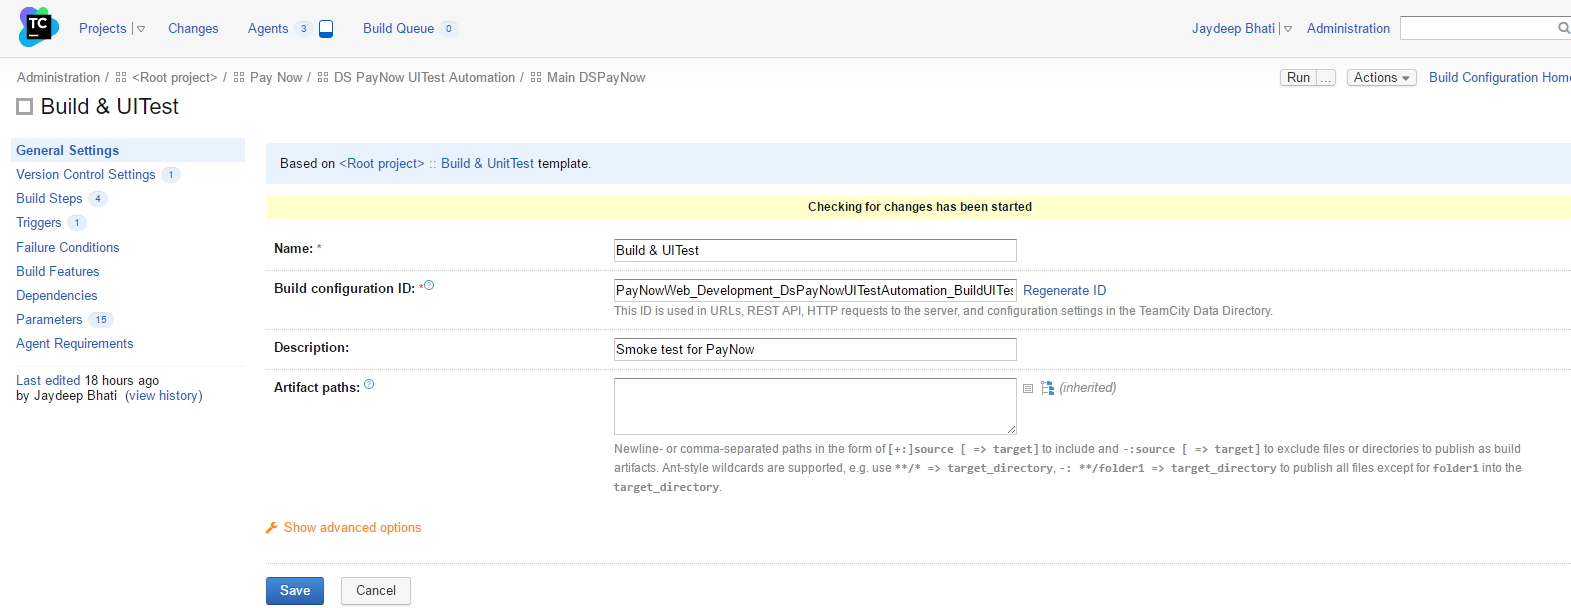 TC
Projects Changes Agents 3 Build Queue 0 Jaydeep Bhati Administration
Administration / <Root project> / Pay Now / DS PayNow UITest Automation / Main DSPayNow Run ... Actions Build Configuration Home
Build & UITest
General Settings
Version Control Settings 1
Build Steps 4
Triggers 1
Failure Conditions
Build Features
Dependencies
Parameters 15
Agent Requirements
Last edited 18 hours ago
by Jaydeep Bhati (view history)
Based on <Root project> :: Build & UnitTest template.
Checking for changes has been started
Name: * Build & UITest
Build configuration ID: * PayNowWeb_Development_DsPayNowUITestAutomation_BuildUITes Regenerate ID
This ID is used in URLs, REST API, HTTP requests to the server, and configuration settings in the TeamCity Data Directory.
Description: Smoke test for PayNow
Artifact paths: (inherited)
Newline- or comma-separated paths in the form of [+:]source [ => target] to include and -:source [ => target] to exclude files or directories to publish as build
artifacts. Ant-style wildcards are supported, e.g. use **/* => target_directory, -: **/folder1 => target_directory to publish all files except for folder1 into the
target_directory.
Show advanced options
Save Cancel